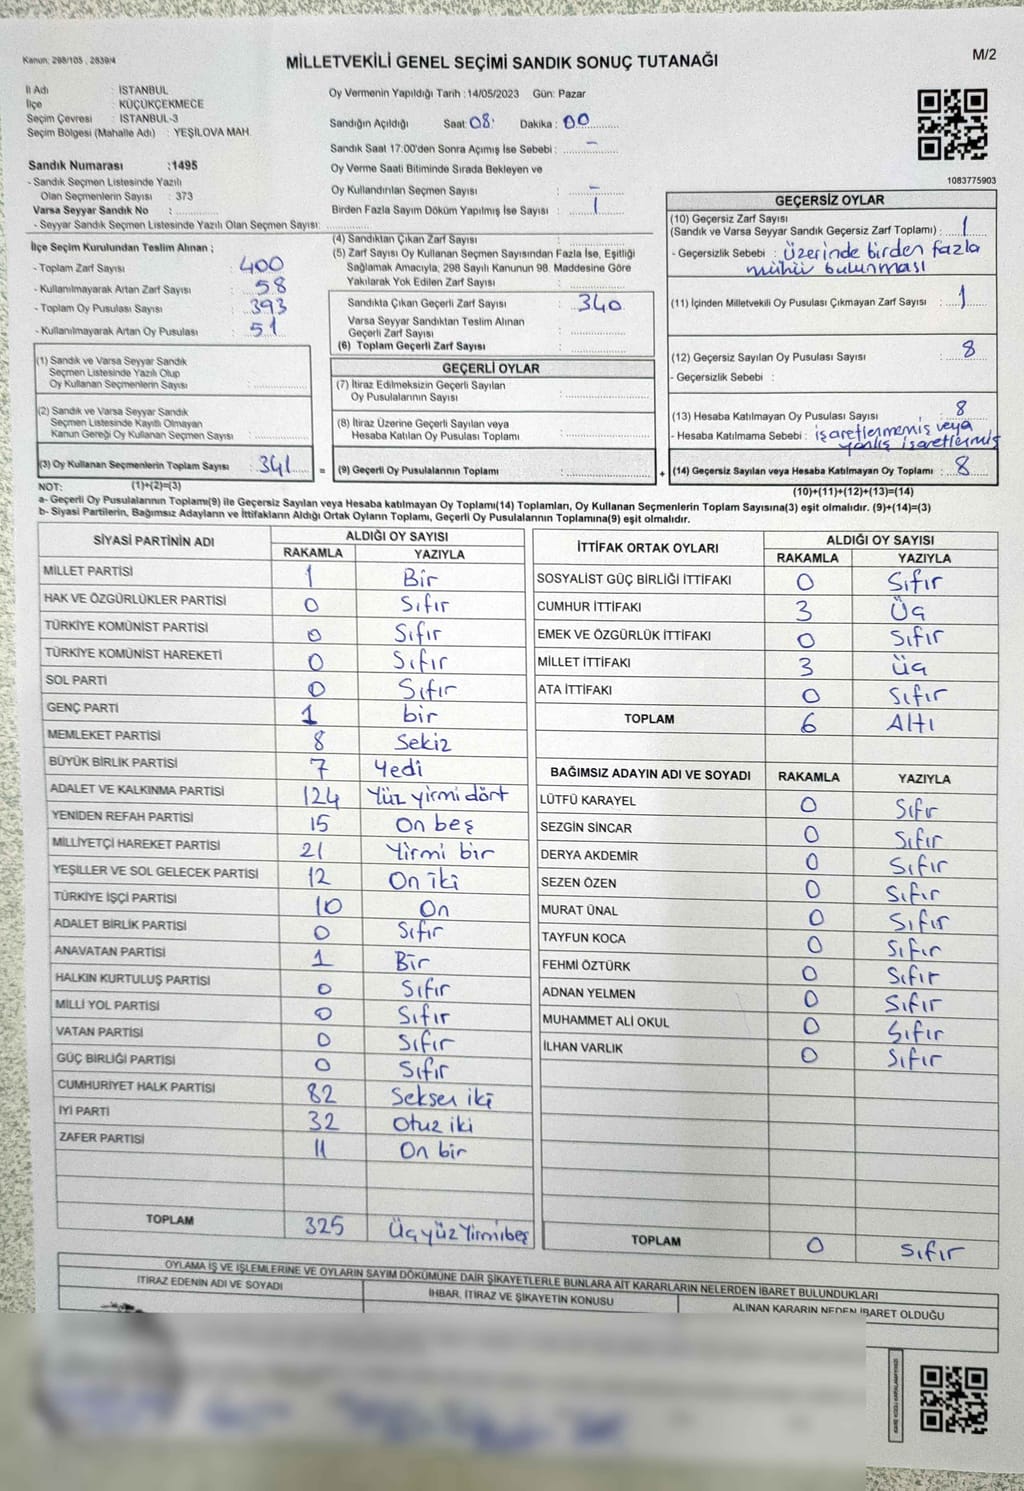 Kanun: 298/105 , 2839/4
MİLLETVEKİLİ GENEL SEÇİMİ SANDIK SONUÇ TUTANAĞI
M/2
İl Adı : İSTANBUL
İlçe : KÜÇÜKÇEKMECE
Seçim Çevresi : İSTANBUL-3
Seçim Bölgesi (Mahalle Adı) : YEŞİLOVA MAH.
Sandık Numarası :1495
- Sandık Seçmen Listesinde Yazılı
Olan Seçmenlerin Sayısı : 373
Varsa Seyyar Sandık No :
- Seyyar Sandık Seçmen Listesinde Yazılı Olan Seçmen Sayısı:
Oy Vermenin Yapıldığı Tarih :14/05/2023 Gün: Pazar
Sandığın Açıldığı Saat: 08: Dakika : 00
Sandık Saat 17:00'den Sonra Açımış İse Sebebi : -
Oy Verme Saati Bitiminde Sırada Bekleyen ve
Oy Kullandırılan Seçmen Sayısı : -
Birden Fazla Sayım Döküm Yapılmış İse Sayısı : 1
1083775903
İlçe Seçim Kurulundan Teslim Alınan ;
- Toplam Zarf Sayısı : 400
- Kullanılmayarak Artan Zarf Sayısı : 58
- Toplam Oy Pusulası Sayısı : 393
- Kullanılmayarak Artan Oy Pusulası : 51
(1) Sandık ve Varsa Seyyar Sandık
Seçmen Listesinde Yazılı Olup
Oy Kullanan Seçmenlerin Sayısı :
(2) Sandık ve Varsa Seyyar Sandık
Seçmen Listesinde Kayıtlı Olmayan
Kanun Gereği Oy Kullanan Seçmen Sayısı :
(3) Oy Kullanan Seçmenlerin Toplam Sayısı : 341 =
(4) Sandıktan Çıkan Zarf Sayısı :
(5) Zarf Sayısı Oy Kullanan Seçmen Sayısından Fazla İse, Eşitliği
Sağlamak Amacıyla, 298 Sayılı Kanunun 98. Maddesine Göre
Yakılarak Yok Edilen Zarf Sayısı :
Sandıkta Çıkan Geçerli Zarf Sayısı : 340
Varsa Seyyar Sandıktan Teslim Alınan
Geçerli Zarf Sayısı :
(6) Toplam Geçerli Zarf Sayısı :
GEÇERLİ OYLAR
(7) İtiraz Edilmeksizin Geçerli Sayılan
Oy Pusulalarının Sayısı :
(8) İtiraz Üzerine Geçerli Sayılan veya
Hesaba Katılan Oy Pusulaları Toplamı :
(9) Geçerli Oy Pusulalarının Toplamı : +
GEÇERSİZ OYLAR
(10) Geçersiz Zarf Sayısı
(Sandık ve Varsa Seyyar Sandık Geçersiz Zarf Toplamı) : 1
- Geçersizlik Sebebi : Üzerinde birden fazla
mühür bulunması
(11) İçinden Milletvekili Oy Pusulası Çıkmayan Zarf Sayısı : 1
(12) Geçersiz Sayılan Oy Pusulası Sayısı : 8
- Geçersizlik Sebebi :
(13) Hesaba Katılmayan Oy Pusulası Sayısı : 8
- Hesaba Katılmama Sebebi : işaretlenmemiş veya
yanlış işaretlenmiş
(14) Geçersiz Sayılan veya Hesaba Katılmayan Oy Toplamı : 8
NOT: (1)+(2)=(3)
(10)+(11)+(12)+(13)=(14)
a- Geçerli Oy Pusulalarının Toplamı(9) ile Geçersiz Sayılan veya Hesaba katılmayan Oy Toplamı(14) Toplamları, Oy Kullanan Seçmenlerin Toplam Sayısına(3) eşit olmalıdır. (9)+(14)=(3)
b- Siyasi Partilerin, Bağımsız Adayların ve İttifakların Aldığı Ortak Oyların Toplamı, Geçerli Oy Pusulalarının Toplamına(9) eşit olmalıdır.
SİYASİ PARTİNİN ADI ALDIĞI OY SAYISI
RAKAMLA YAZIYLA
MİLLET PARTİSİ 1 Bir
HAK VE ÖZGÜRLÜKLER PARTİSİ 0 Sıfır
TÜRKİYE KOMÜNİST PARTİSİ 0 Sıfır
TÜRKİYE KOMÜNİST HAREKETİ 0 Sıfır
SOL PARTİ 0 Sıfır
GENÇ PARTİ 1 bir
MEMLEKET PARTİSİ 8 Sekiz
BÜYÜK BİRLİK PARTİSİ 7 Yedi
ADALET VE KALKINMA PARTİSİ 124 Yüz yirmi dört
YENİDEN REFAH PARTİSİ 15 On beş
MİLLİYETÇİ HAREKET PARTİSİ 21 Yirmi bir
YEŞİLLER VE SOL GELECEK PARTİSİ 12 On iki
TÜRKİYE İŞÇİ PARTİSİ 10 On
ADALET BİRLİK PARTİSİ 0 Sıfır
ANAVATAN PARTİSİ 1 Bir
HALKIN KURTULUŞ PARTİSİ 0 Sıfır
MİLLİ YOL PARTİSİ 0 Sıfır
VATAN PARTİSİ 0 Sıfır
GÜÇ BİRLİĞİ PARTİSİ 0 Sıfır
CUMHURİYET HALK PARTİSİ 82 Seksen iki
İYİ PARTİ 32 Otuz iki
ZAFER PARTİSİ 11 On bir
TOPLAM 325 ÜçyüzYirmibeş
İTTİFAK ORTAK OYLARI ALDIĞI OY SAYISI
RAKAMLA YAZIYLA
SOSYALİST GÜÇ BİRLİĞİ İTTİFAKI 0 Sıfır
CUMHUR İTTİFAKI 3 Üç
EMEK VE ÖZGÜRLÜK İTTİFAKI 0 Sıfır
MİLLET İTTİFAKI 3 Üç
ATA İTTİFAKI 0 Sıfır
TOPLAM 6 Altı
BAĞIMSIZ ADAYIN ADI VE SOYADI RAKAMLA YAZIYLA
LÜTFÜ KARAYEL 0 Sıfır
SEZGİN SİNCAR 0 Sıfır
DERYA AKDEMİR 0 Sıfır
SEZEN ÖZEN 0 Sıfır
MURAT ÜNAL 0 Sıfır
TAYFUN KOCA 0 Sıfır
FEHMİ ÖZTÜRK 0 Sıfır
ADNAN YELMEN 0 Sıfır
MUHAMMET ALİ OKUL 0 Sıfır
İLHAN VARLIK 0 Sıfır
TOPLAM 0 Sıfır
OYLAMA İŞ VE İŞLEMLERİNE VE OYLARIN SAYIM DÖKÜMÜNE DAİR ŞİKAYETLERLE BUNLARA AİT KARARLARIN NELERDEN İBARET BULUNDUKLARI
İTİRAZ EDENİN ADI VE SOYADI
İHBAR, İTİRAZ VE ŞİKAYETİN KONUSU
ALINAN KARARIN NEDEN İBARET OLDUĞU